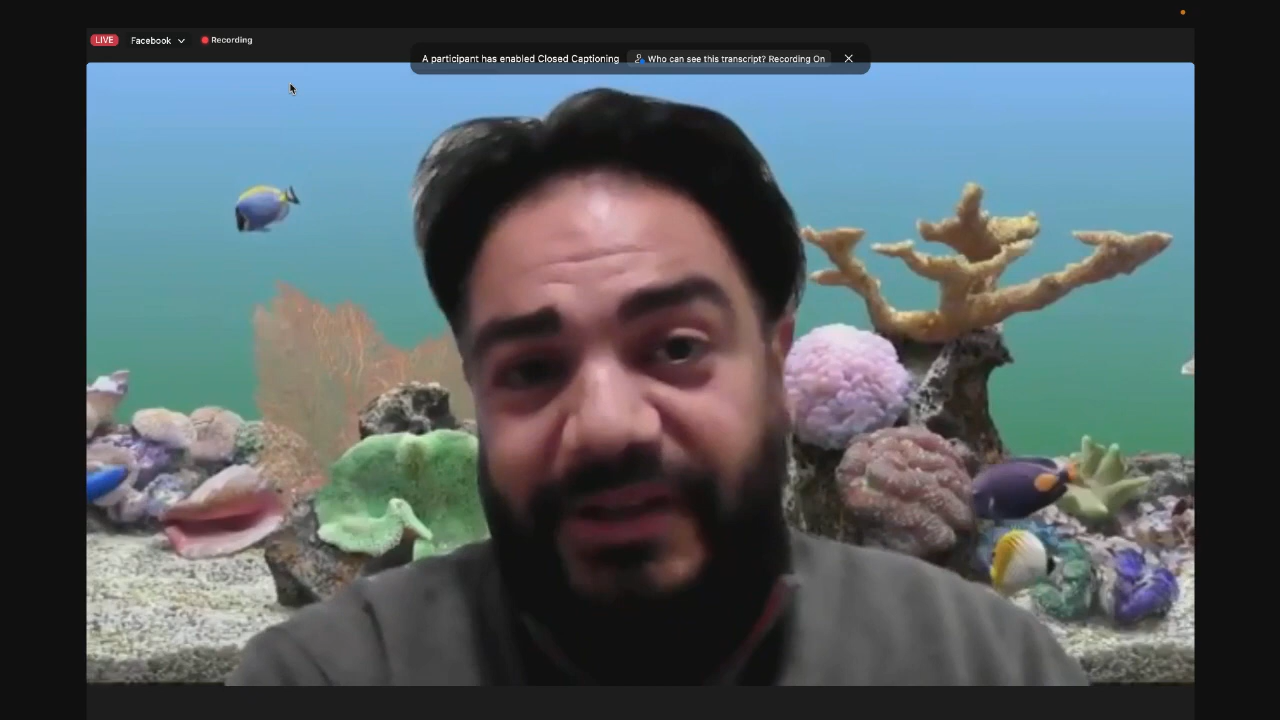 LIVE Facebook Recording
A participant has enabled Closed Captioning Who can see this transcript? Recording On